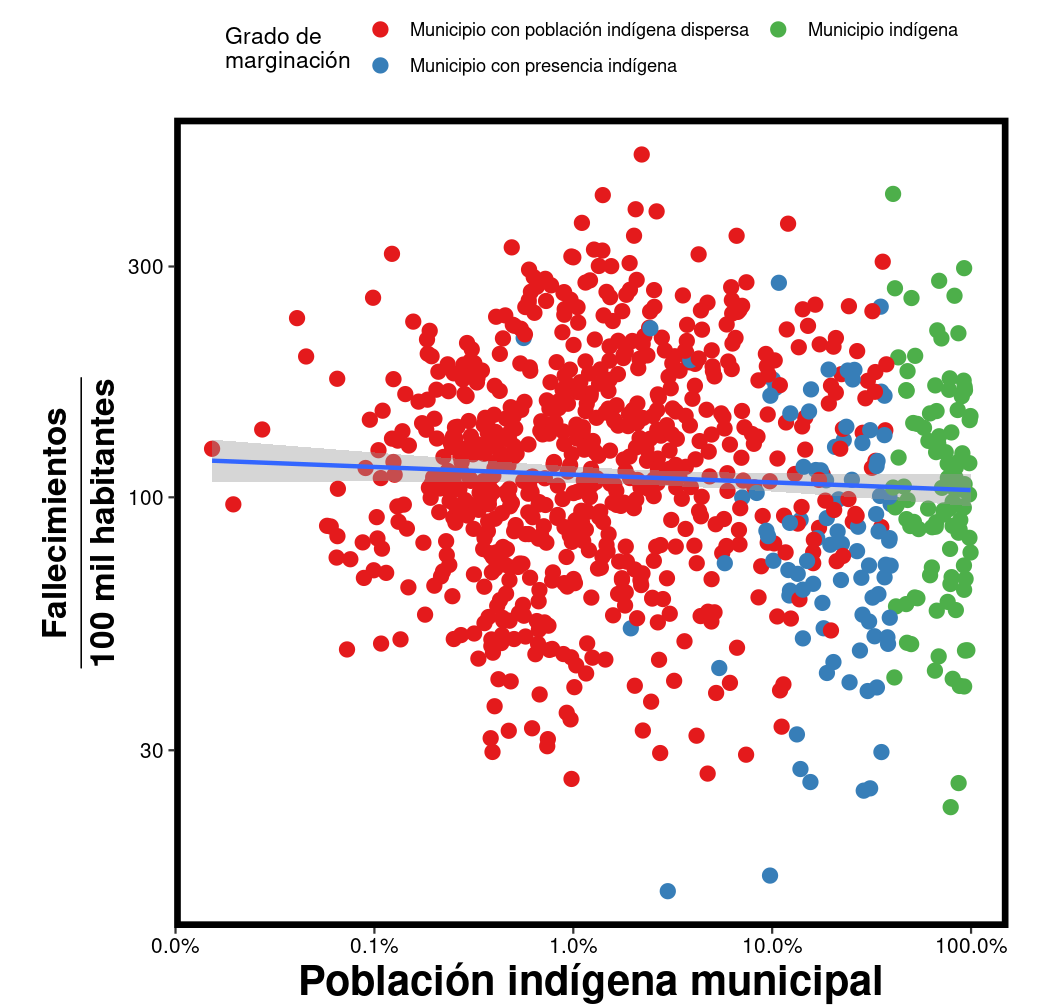 Grado de
marginación
Municipio con población indígena dispersa
Municipio indígena
Municipio con presencia indígena
Fallecimientos
100 mil habitantes
300
100
30
0.0%
0.1%
1.0%
10.0%
100.0%
Población indígena municipal